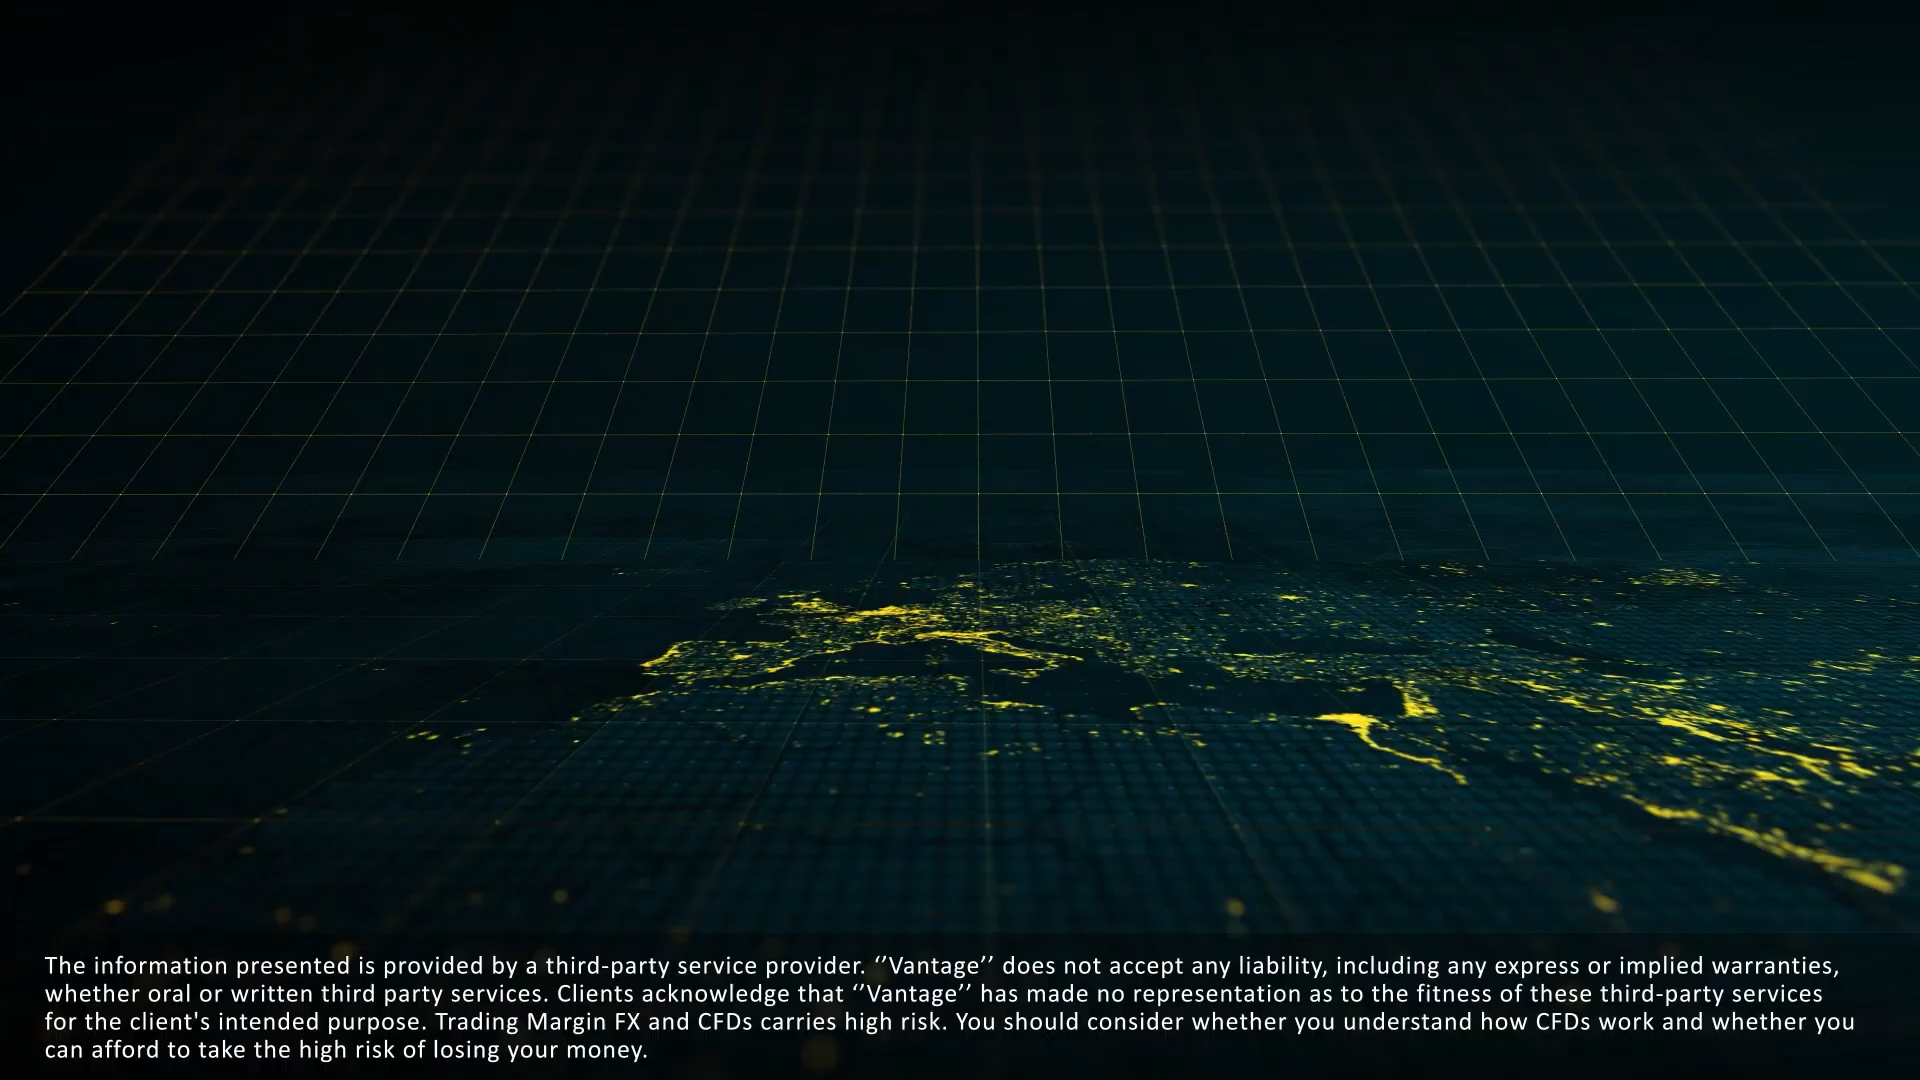 The information presented is provided by a third-party service provider. ‘’Vantage’’ does not accept any liability, including any express or implied warranties,
whether oral or written third party services. Clients acknowledge that ‘’Vantage’’ has made no representation as to the fitness of these third-party services
for the client's intended purpose. Trading Margin FX and CFDs carries high risk. You should consider whether you understand how CFDs work and whether you
can afford to take the high risk of losing your money.